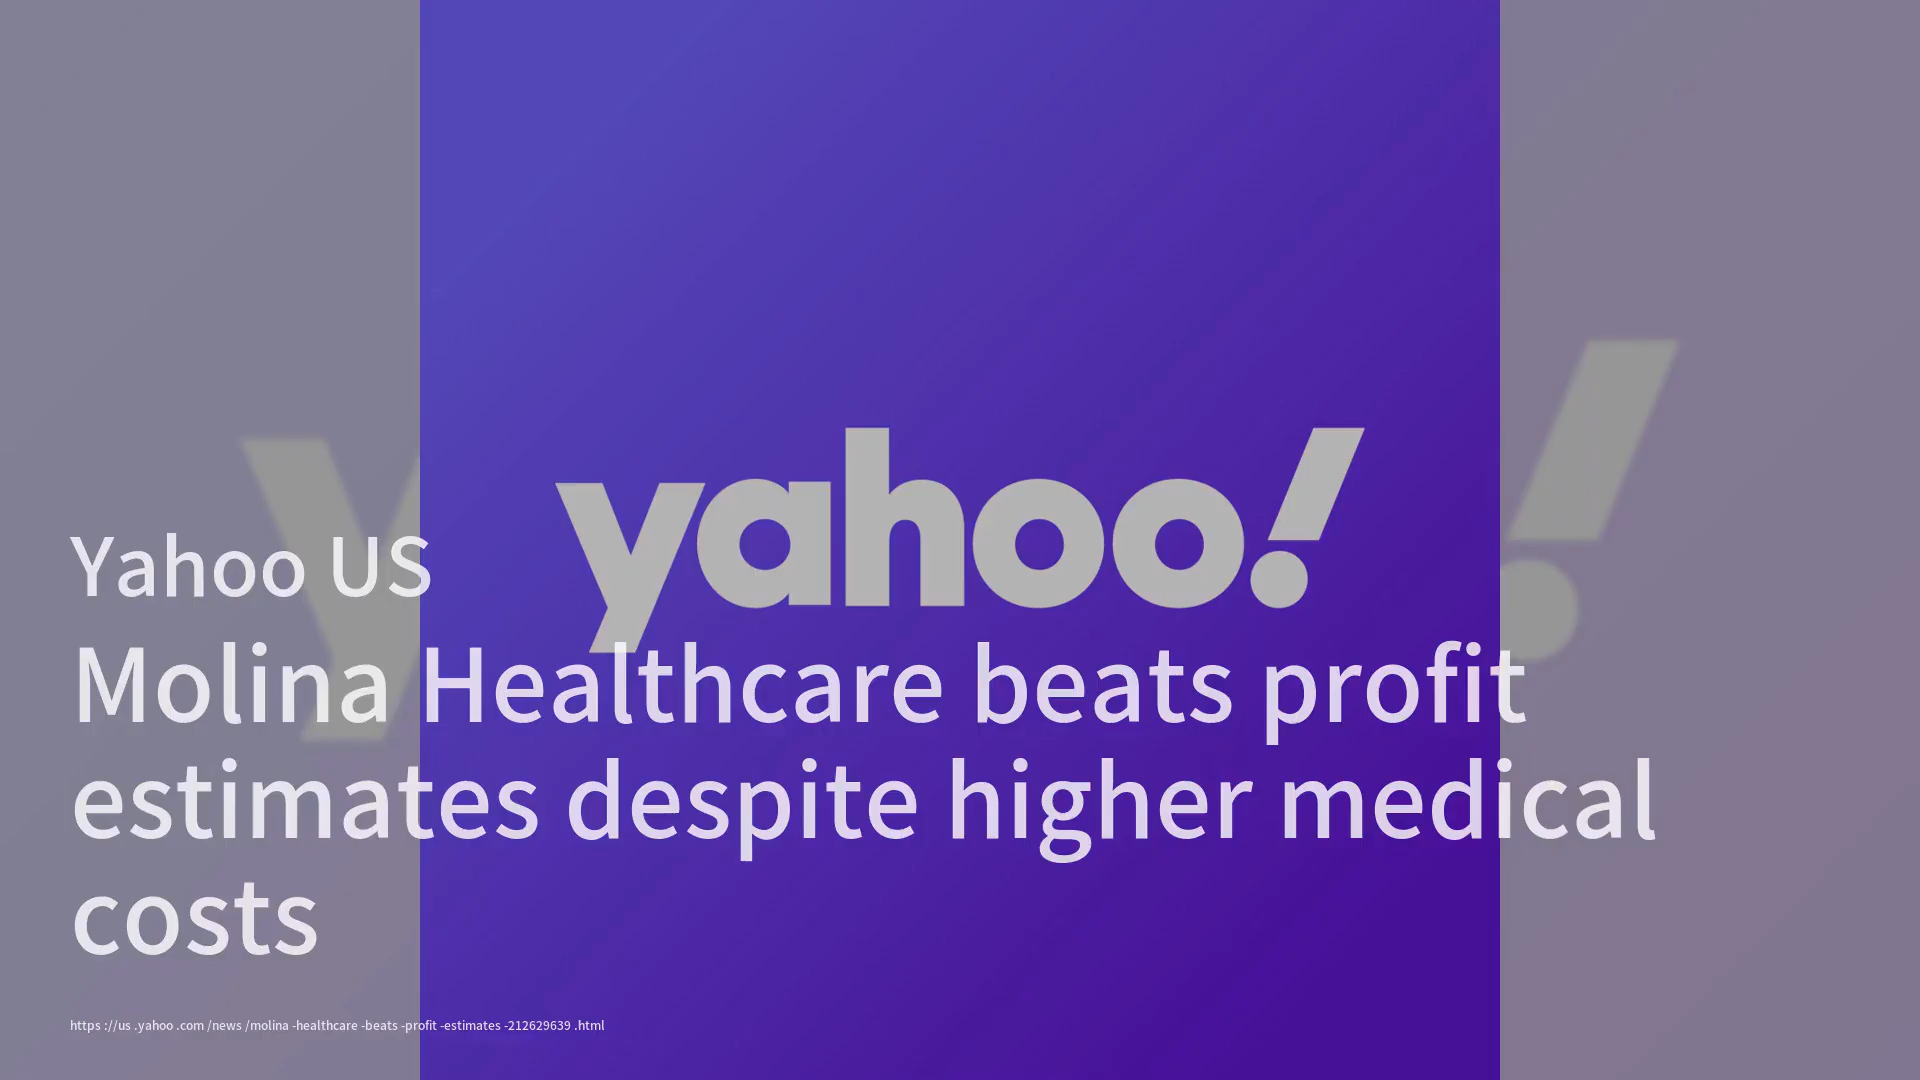 yahoo!
Yahoo US
Molina Healthcare beats profit
estimates despite higher medical
costs
https ://us .yahoo .com /news /molina -healthcare -beats -profit -estimates -212629639 .html